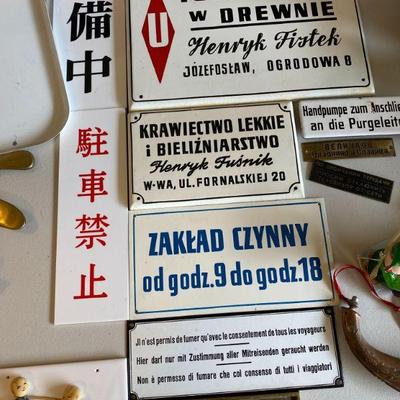 備中
駐車禁止
U
W DREWNIE
Henryk Fistek
JÓZEFOSŁAW, OGRODOWA 8
KRAWIECTWO LEKKIE
i BIELIŹNIARSTWO
Henryk Fuśnik
W-WA, UL. FORNALSKIEJ 20
Handpumpe zum Anschließ
an die Purgeleitu
ZAKŁAD CZYNNY
od godz. 9 do godz. 18
Jl n'est permis de fumer qu'avec le consentement de tous les voyageurs
Hier darf nur mit Zustimmung aller Mitreisenden geraucht werden
Non è permesso di fumare che col consenso di tutti i viaggiatori